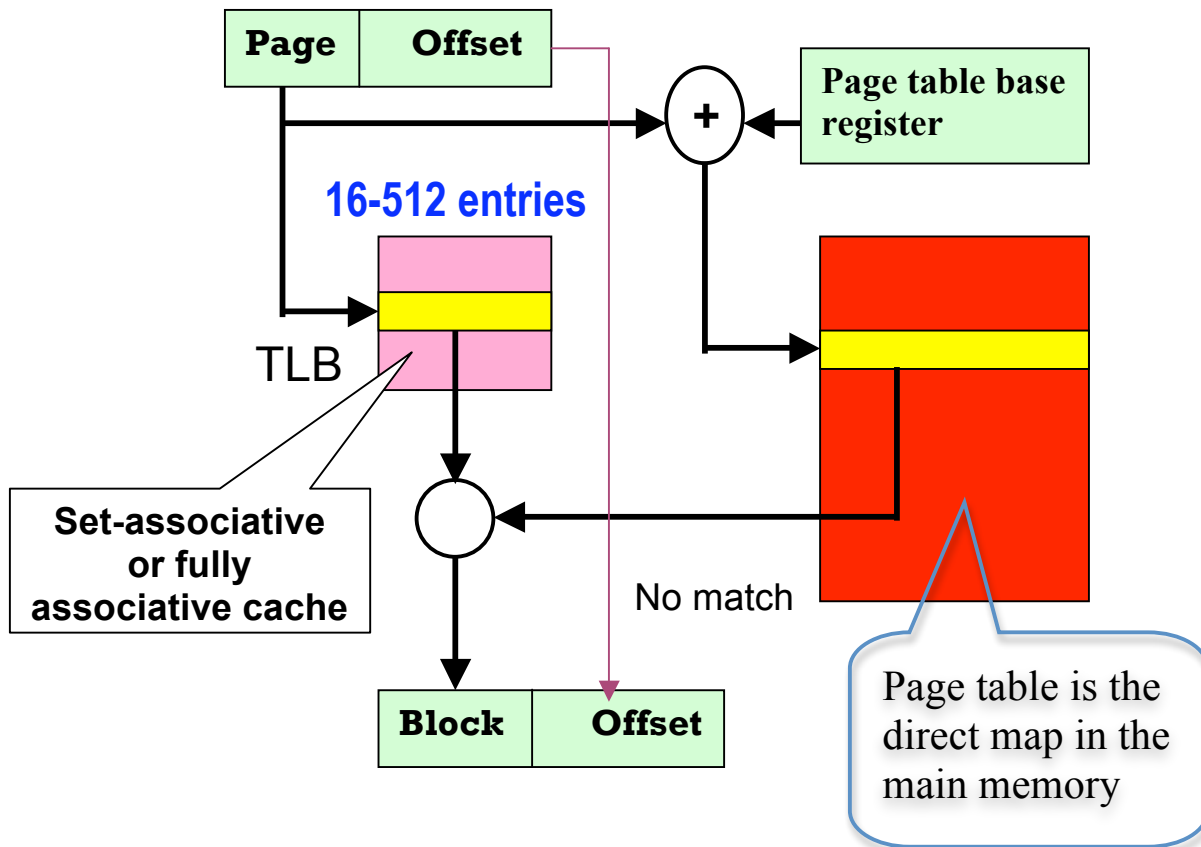 Page Offset
Page table base
register
+
16-512 entries
TLB
Set-associative
or fully
associative cache
No match
Block Offset
Page table is the
direct map in the
main memory